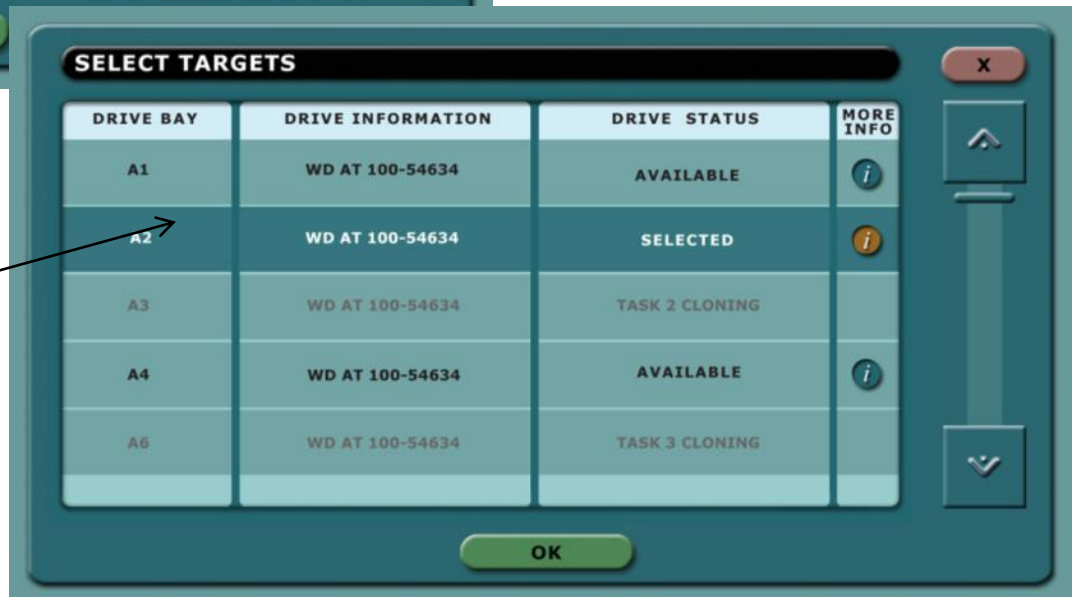 SELECT TARGETS
X
DRIVE BAY DRIVE INFORMATION DRIVE STATUS MORE INFO
A1 WD AT 100-54634 AVAILABLE i
A2 WD AT 100-54634 SELECTED i
A3 WD AT 100-54634 TASK 2 CLONING
A4 WD AT 100-54634 AVAILABLE i
A6 WD AT 100-54634 TASK 3 CLONING
OK